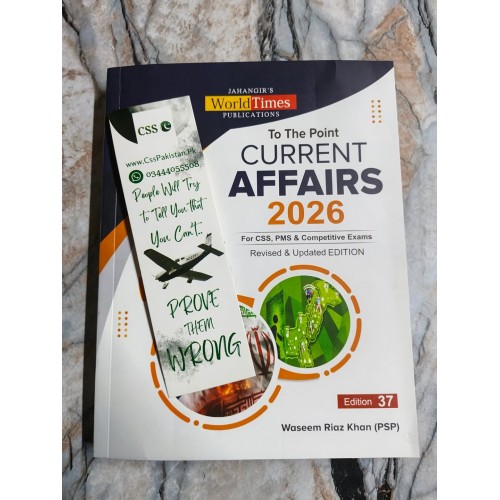 JAHANGIR'S
WorldTimes
PUBLICATIONS
To The Point
CURRENT
AFFAIRS
2026
For CSS, PMS & Competitive Exams
Revised & Updated EDITION
Edition 37
Waseem Riaz Khan (PSP)
CSS
www.CssPakistan.Pk
03444055508
People Will Try
to Tell You that
You Can't..
PROVE
THEM
WRONG